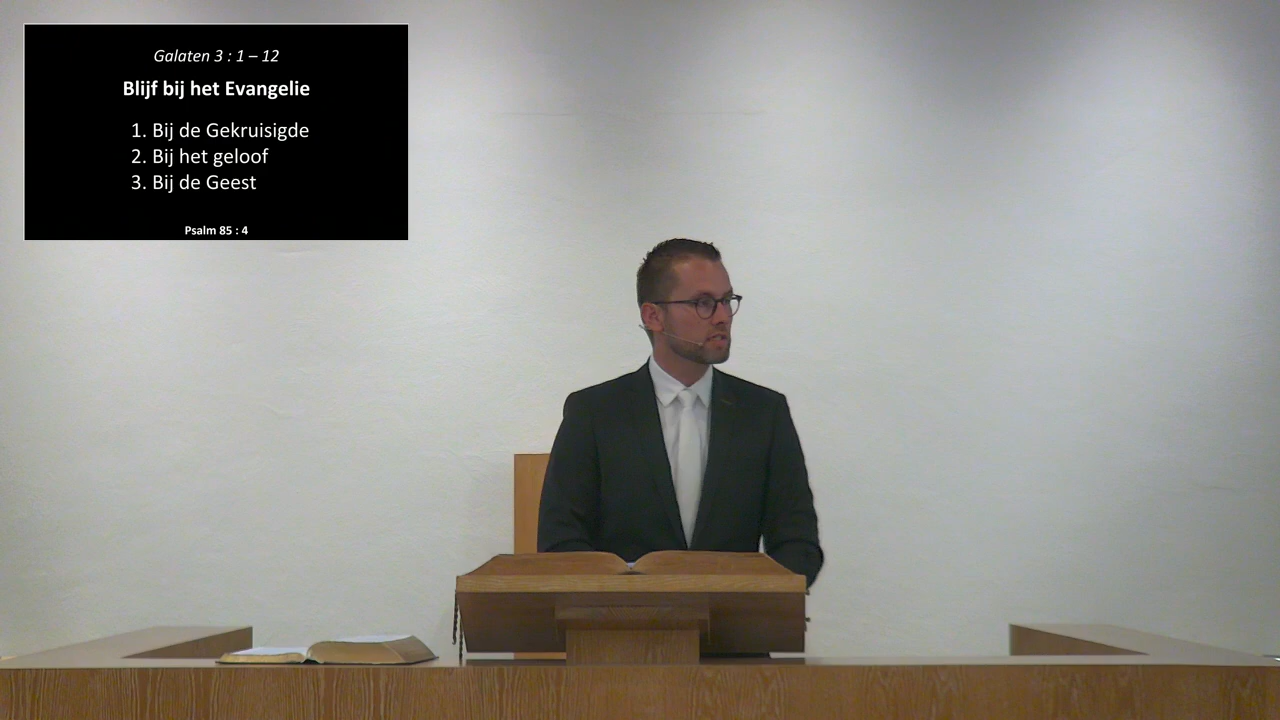 Galaten 3 : 1 – 12
Blijf bij het Evangelie
1. Bij de Gekruisigde
2. Bij het geloof
3. Bij de Geest
Psalm 85 : 4